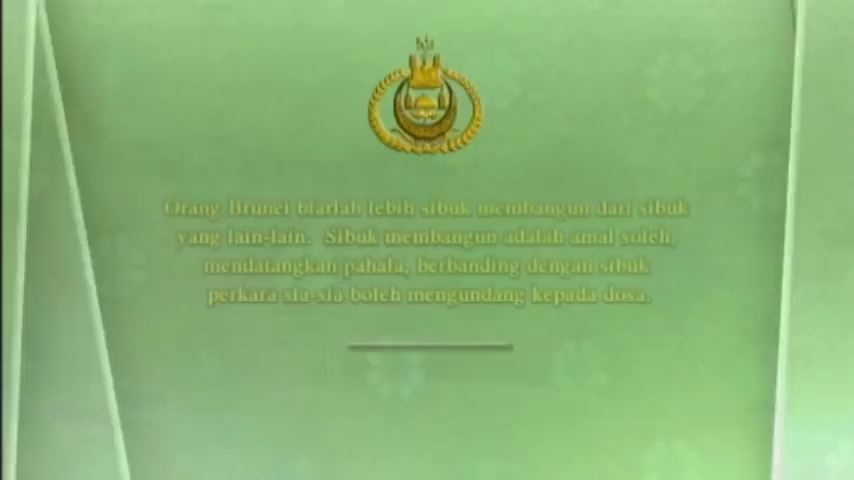 Orang Brunei biarlah lebih sibuk membangun dari sibuk
yang lain-lain. Sibuk membangun adalah amal soleh,
mendatangkan pahala, berbanding dengan sibuk
perkara sia-sia boleh mengundang kepada dosa.